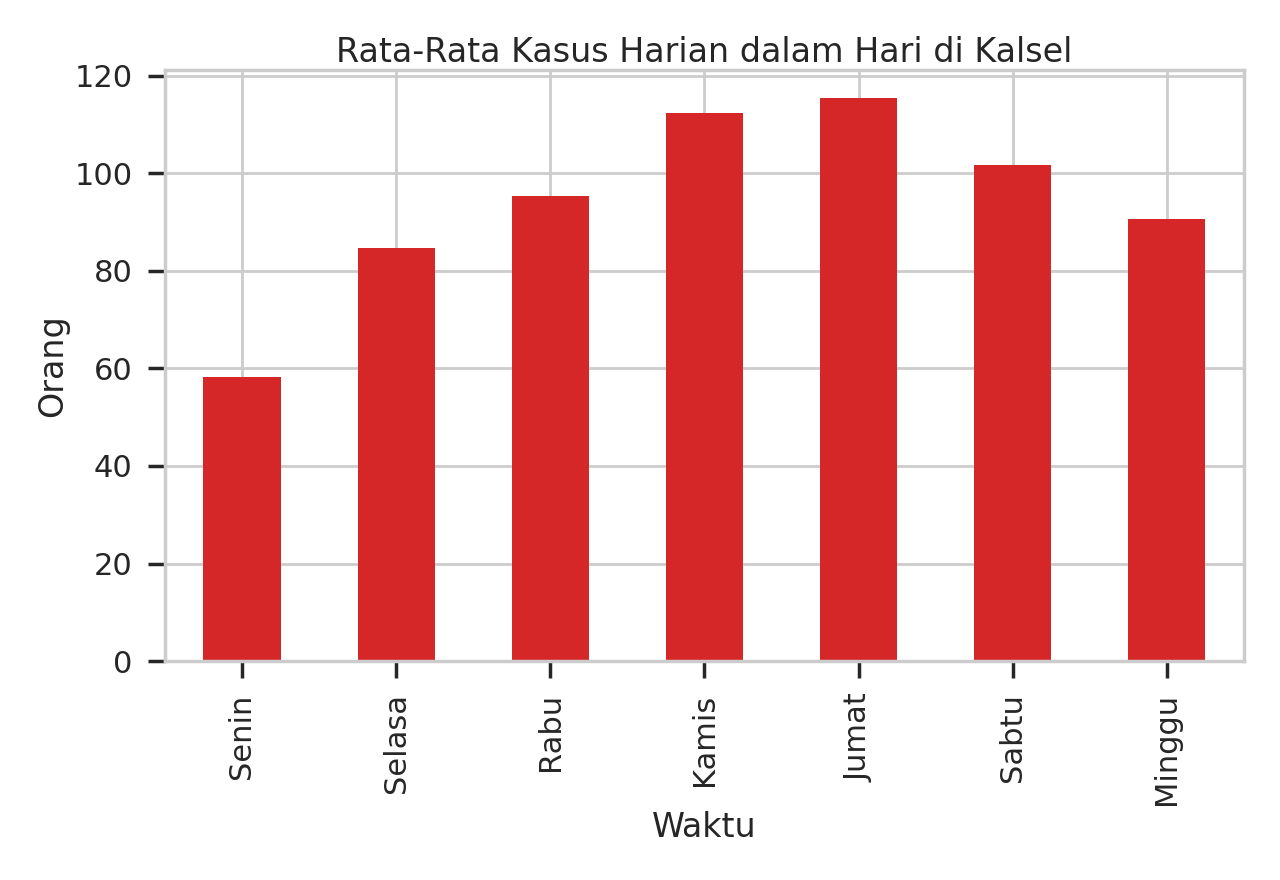 Rata-Rata Kasus Harian dalam Hari di Kalsel
120
100
80
60
40
20
0
Orang
Senin
Selasa
Rabu
Kamis
Jumat
Sabtu
Minggu
Waktu